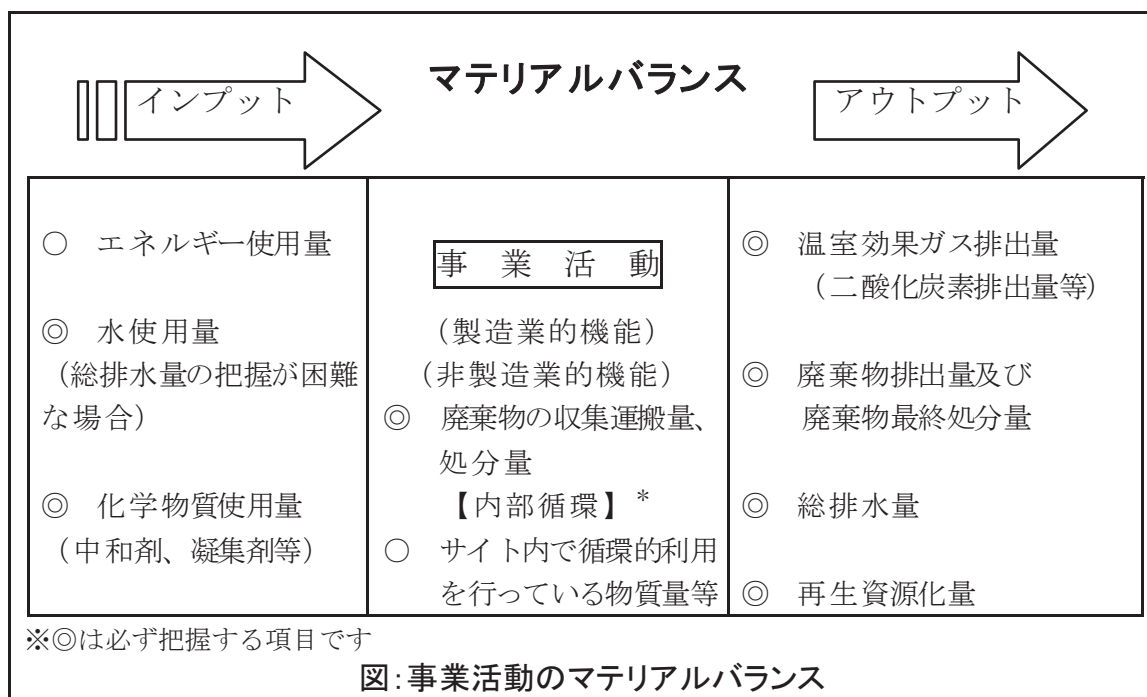 マテリアルバランス
インプット
アウトプット
○ エネルギー使用量
◎ 水使用量
（総排水量の把握が困難
な場合）
◎ 化学物質使用量
（中和剤、凝集剤等）
事 業 活 動
（製造業的機能）
（非製造業的機能）
◎ 廃棄物の収集運搬量、
処分量
【内部循環】*
○ サイト内で循環的利用
を行っている物質量等
◎ 温室効果ガス排出量
（二酸化炭素排出量等）
◎ 廃棄物排出量及び
廃棄物最終処分量
◎ 総排水量
◎ 再生資源化量
※◎は必ず把握する項目です
図：事業活動のマテリアルバランス